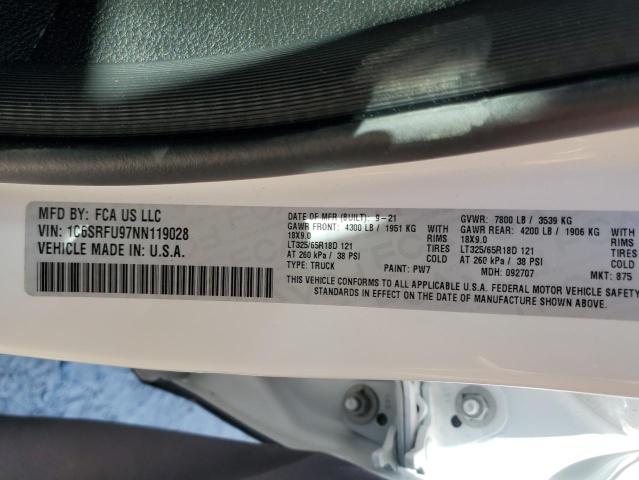 MFD BY: FCA US LLC
VIN: 1C6SRFU97NN119028
VEHICLE MADE IN U.S.A.
DATE OF MFR (BUILT): 9-21
GAWR FRONT: 4300 LB / 1951 KG WITH
18X9.0 RIMS
LT325/65R18D 121 TIRES
AT 260 kPa / 38 PSI COLD
TYPE: TRUCK PAINT: PW7
GVWR: 7800 LB / 3539 KG
GAWR REAR: 4200 LB / 1906 KG WITH
18X9.0 RIMS
LT325/65R18D 121 TIRES
AT 260 kPa / 38 PSI COLD
MDH: 092707 MKT: 875
THIS VEHICLE CONFORMS TO ALL APPLICABLE U.S.A. FEDERAL MOTOR VEHICLE SAFETY
STANDARDS IN EFFECT ON THE DATE OF MANUFACTURE SHOWN ABOVE.